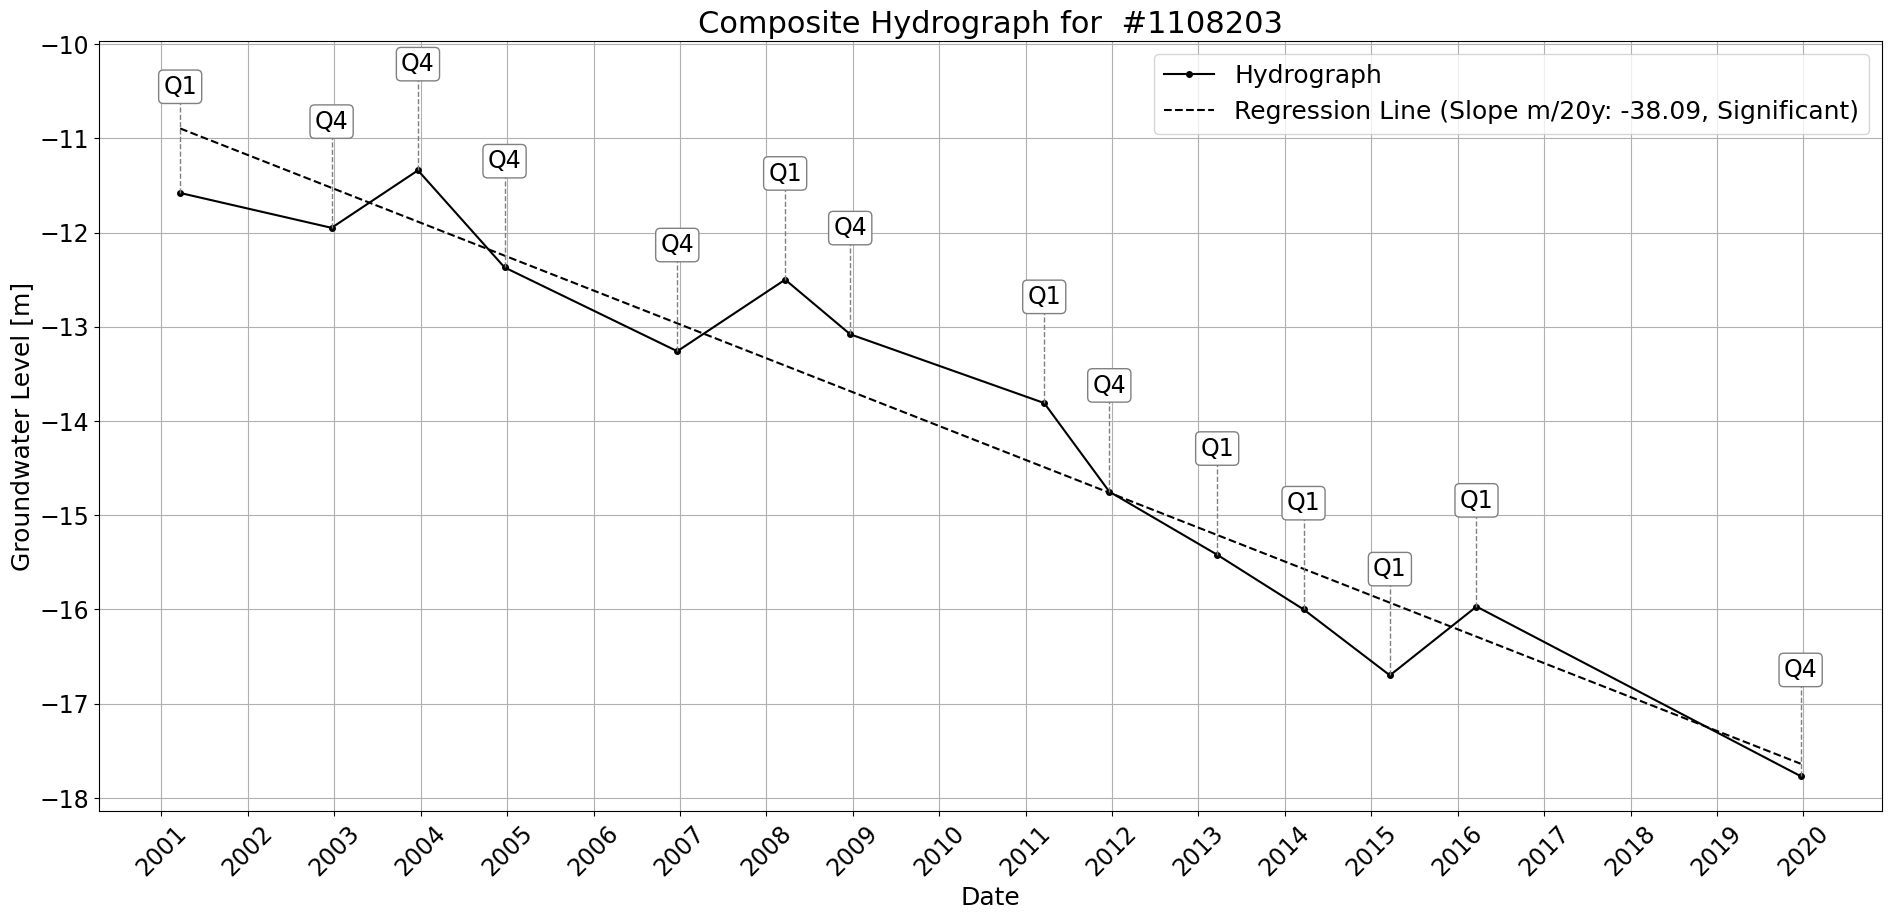 Composite Hydrograph for  #1108203
Hydrograph
Regression Line (Slope m/20y: -38.09, Significant)
Groundwater Level [m]
−10
−11
−12
−13
−14
−15
−16
−17
−18
Q1
Q4
Q4
Q4
Q4
Q1
Q4
Q1
Q4
Q1
Q1
Q1
Q1
Q4
2001
2002
2003
2004
2005
2006
2007
2008
2009
2010
2011
2012
2013
2014
2015
2016
2017
2018
2019
2020
Date